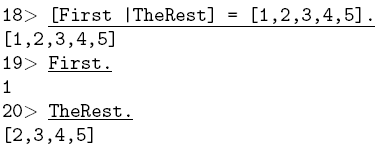 18> [First |TheRest] = [1,2,3,4,5].
[1,2,3,4,5]
19> First.
1
20> TheRest.
[2,3,4,5]